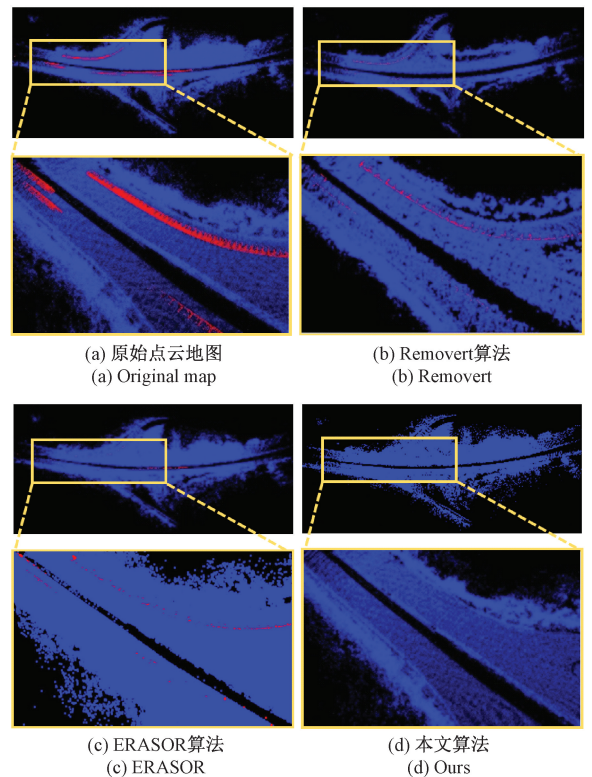 (a) 原始点云地图
(a) Original map
(b) Removert算法
(b) Removert
(c) ERASOR算法
(c) ERASOR
(d) 本文算法
(d) Ours